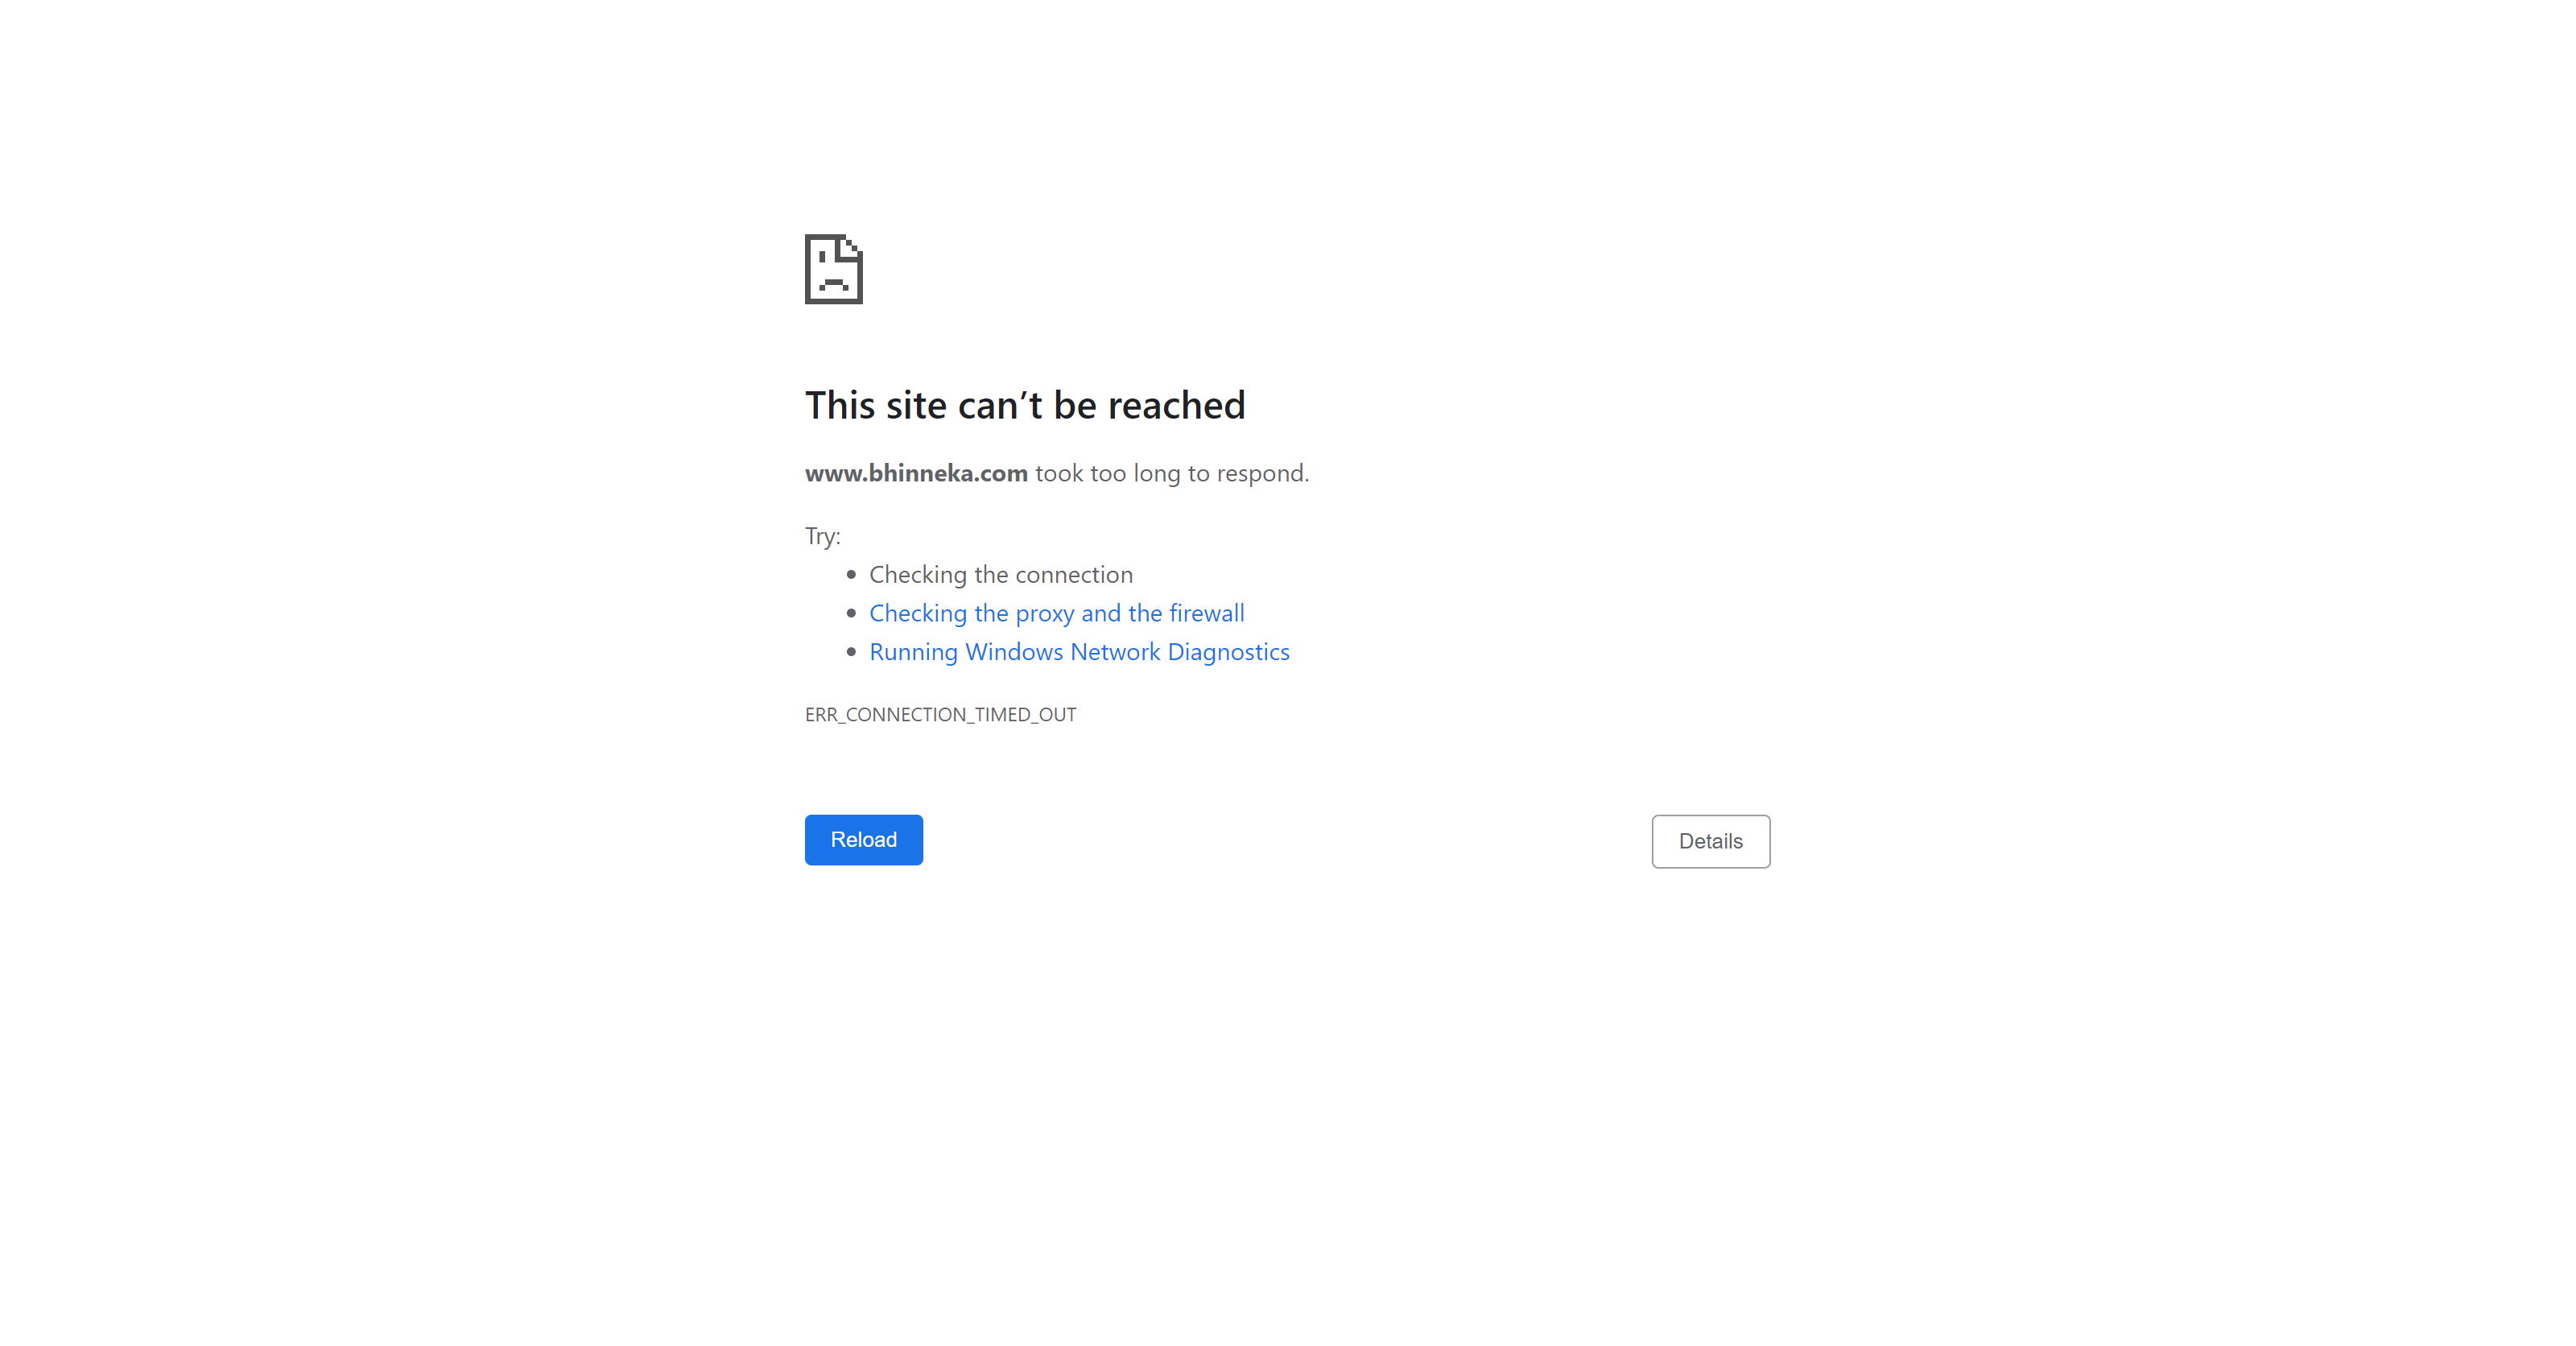 This site can’t be reached
www.bhinneka.com took too long to respond.
Try:
Checking the connection
Checking the proxy and the firewall
Running Windows Network Diagnostics
ERR_CONNECTION_TIMED_OUT
Reload
Details